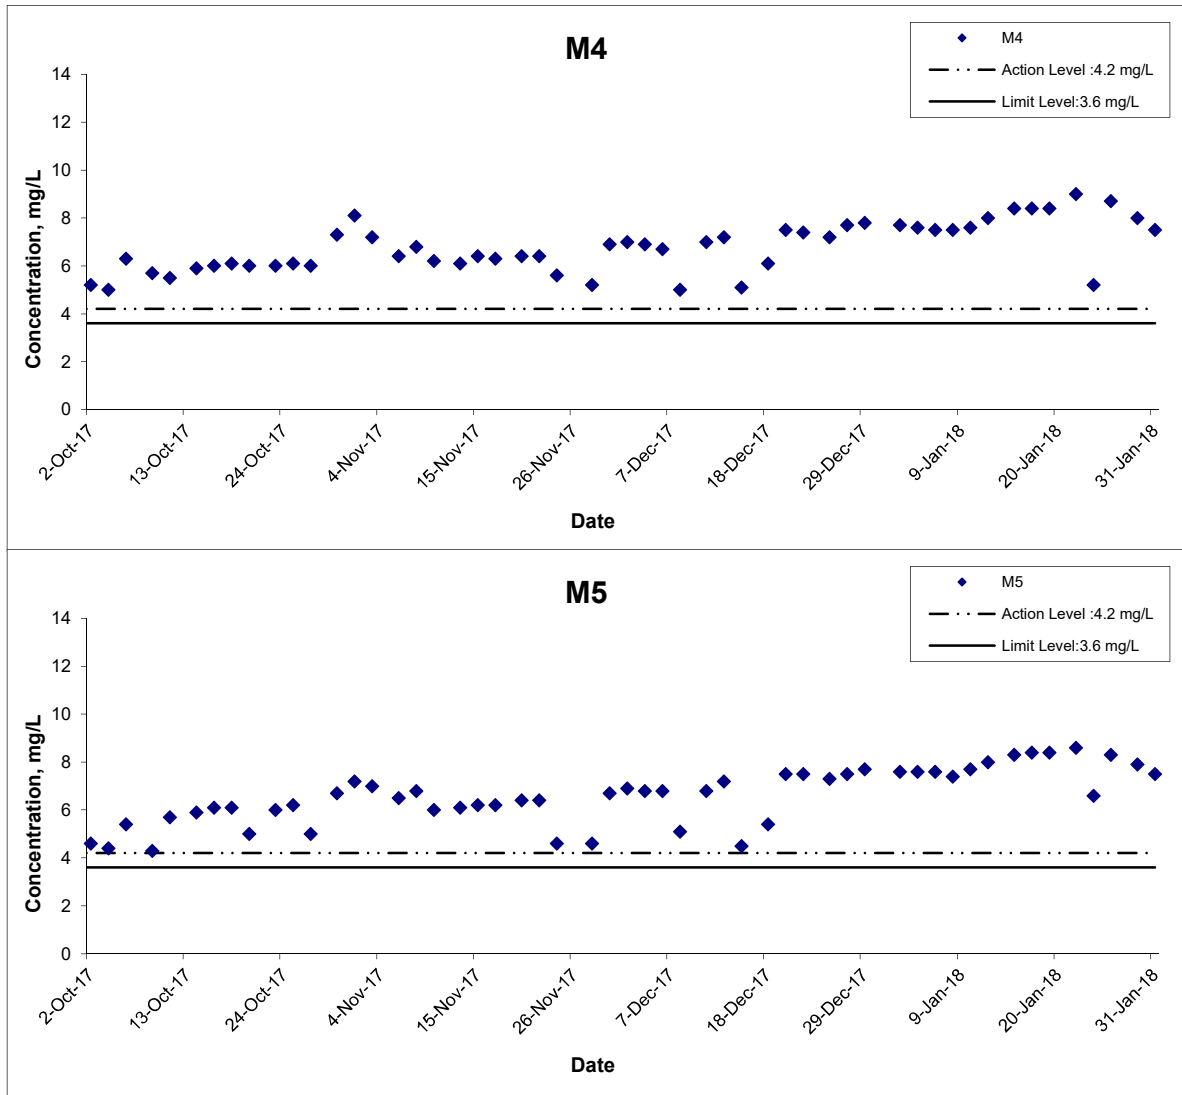 M4
M4
Action Level :4.2 mg/L
Limit Level:3.6 mg/L
14
12
10
8
6
4
2
0
Concentration, mg/L
2-Oct-17
13-Oct-17
24-Oct-17
4-Nov-17
15-Nov-17
26-Nov-17
7-Dec-17
18-Dec-17
29-Dec-17
9-Jan-18
20-Jan-18
31-Jan-18
Date
M5
M5
Action Level :4.2 mg/L
Limit Level:3.6 mg/L
14
12
10
8
6
4
2
0
Concentration, mg/L
2-Oct-17
13-Oct-17
24-Oct-17
4-Nov-17
15-Nov-17
26-Nov-17
7-Dec-17
18-Dec-17
29-Dec-17
9-Jan-18
20-Jan-18
31-Jan-18
Date